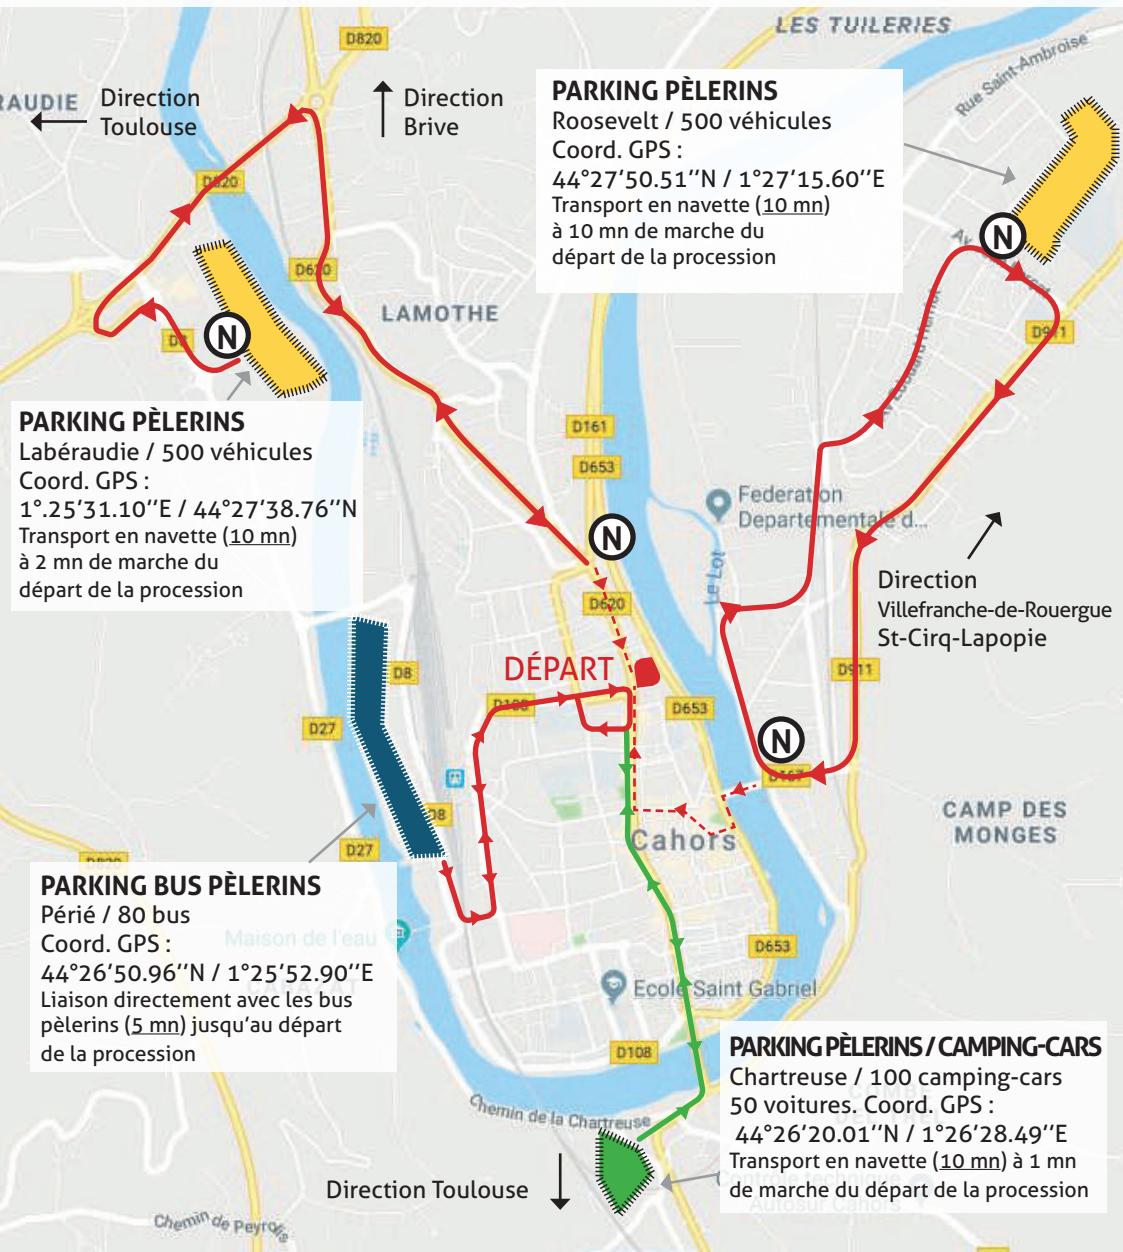 LES TUILERIES
D820
RAUDIE
Direction
Toulouse
Direction
Brive
Rue Saint-Ambroise
PARKING PÈLERINS
Roosevelt / 500 véhicules
Coord. GPS :
44°27’50.51’’N / 1°27’15.60’’E
Transport en navette (10 mn)
à 10 mn de marche du
départ de la procession
D820
N
D620
LAMOTHE
N
D911
PARKING PÈLERINS
Labéraudie / 500 véhicules
Coord. GPS :
1°.25’31.10’’E / 44°27’38.76’’N
Transport en navette (10 mn)
à 2 mn de marche du
départ de la procession
D161
D653
Federation
Departementale d...
N
Le Lot
Direction
Villefranche-de-Rouergue
St-Cirq-Lapopie
D620
DÉPART
D8
D911
D108
D653
D27
N
D8
Cahors
CAMP DES
MONGES
D27
D820
PARKING BUS PÈLERINS
Périé / 80 bus
Coord. GPS :
Maison de l'eau
44°26’50.96’’N / 1°25’52.90’’E
Liaison directement avec les bus
pèlerins (5 mn) jusqu’au départ
de la procession
D653
Ecole Saint Gabriel
D108
PARKING PÈLERINS / CAMPING-CARS
Chartreuse / 100 camping-cars
50 voitures. Coord. GPS :
44°26’20.01’’N / 1°26’28.49’’E
Transport en navette (10 mn) à 1 mn
de marche du départ de la procession
Chemin de la Chartreuse
Direction Toulouse
Autosur Cahors
Chemin de Peyrolis